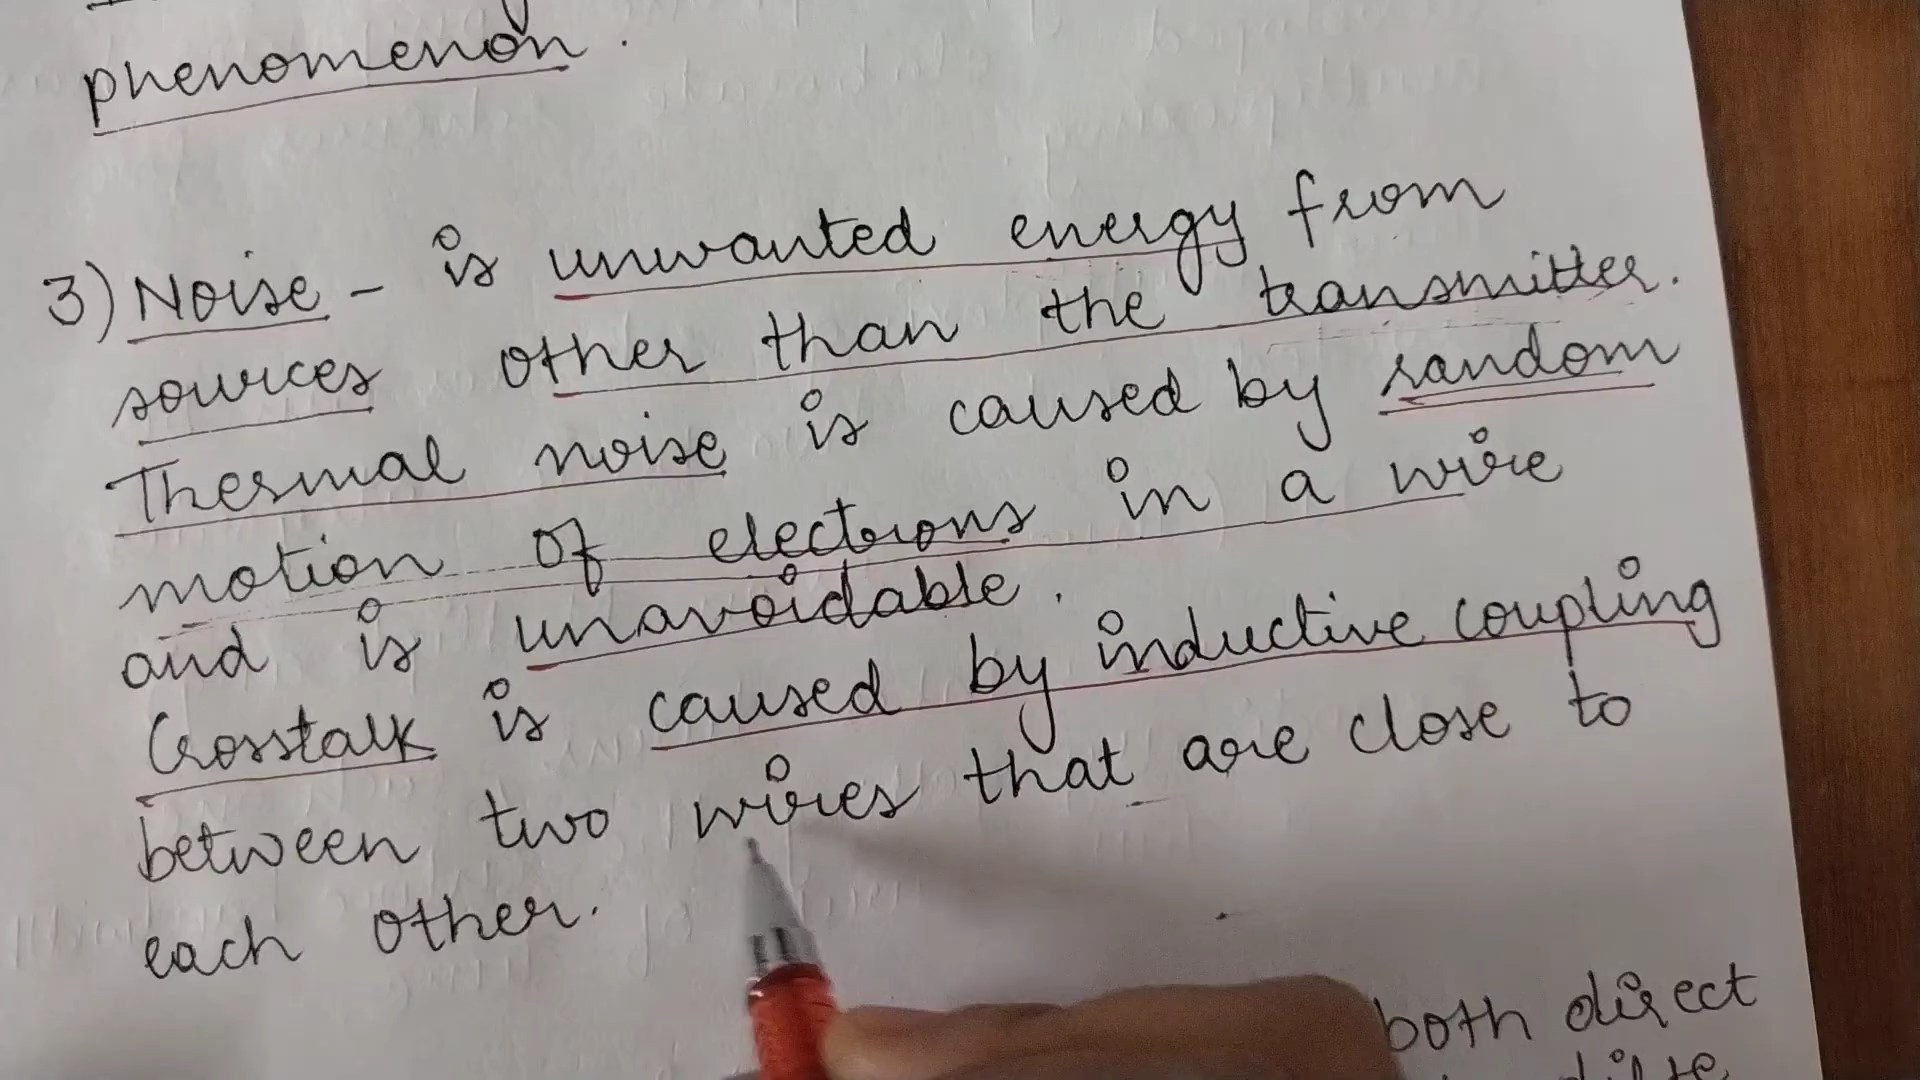 phenomenon.
3) Noise - is unwanted energy from
sources other than the transmitter.
Thermal noise is caused by random
motion of electrons in a wire
and is unavoidable.
Crosstalk is caused by inductive coupling
between two wires that are close to
each other.
both direct